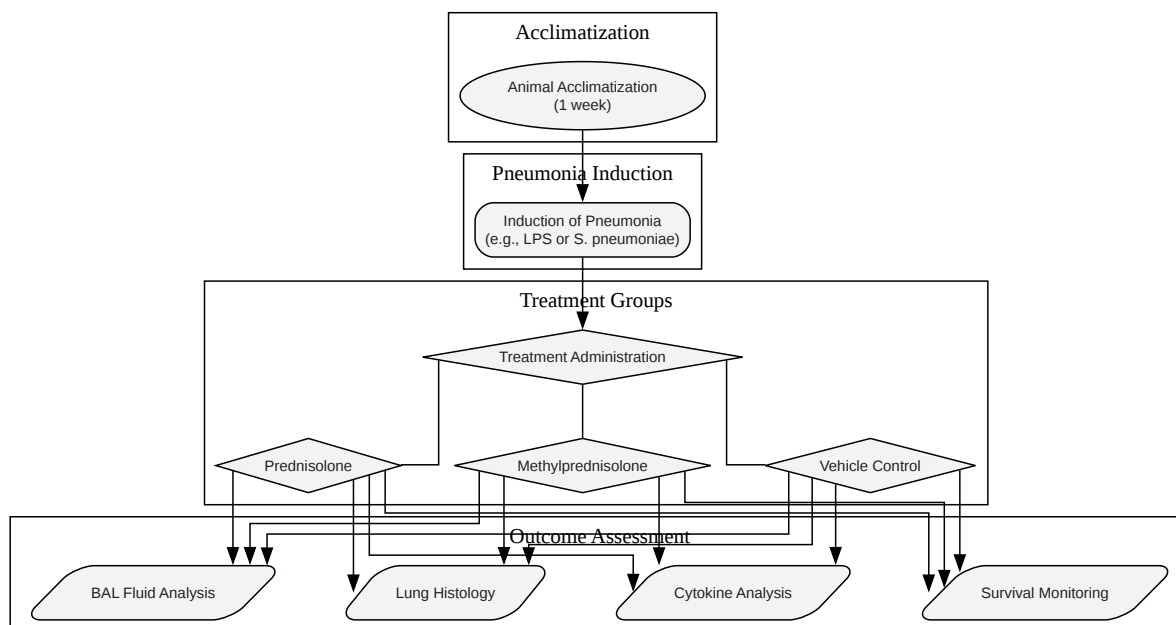 Acclimatization
Animal Acclimatization
(1 week)
Pneumonia Induction
Induction of Pneumonia
(e.g., LPS or S. pneumoniae)
Treatment Groups
Treatment Administration
Prednisolone
Methylprednisolone
Vehicle Control
Outcome Assessment
BAL Fluid Analysis
Lung Histology
Cytokine Analysis
Survival Monitoring